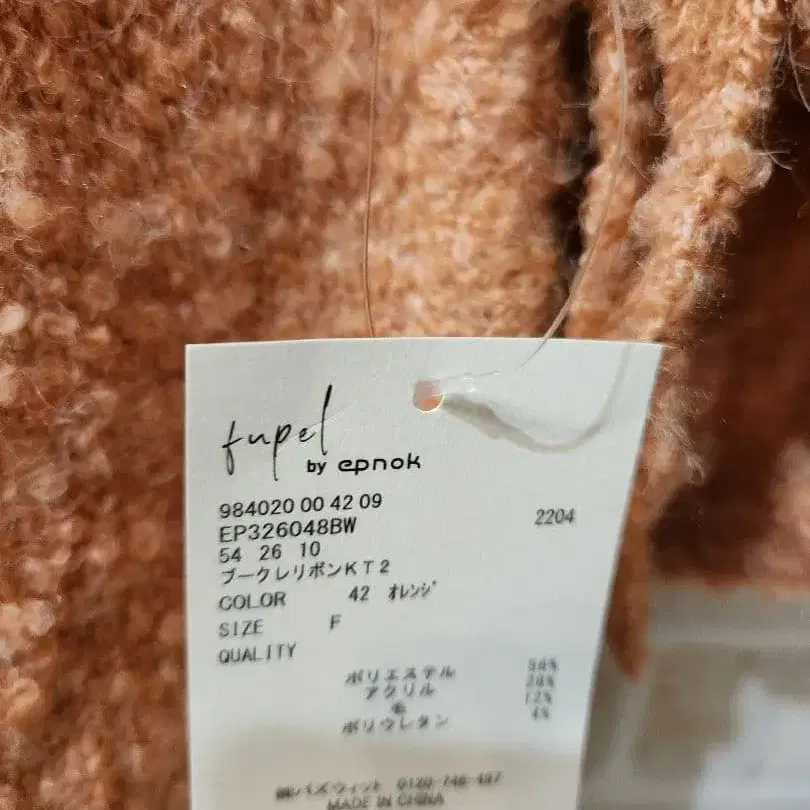 fupel
by epnok
984020 00 42 09
EP326048BW 2204
54 26 10
ブークレリボンKT2
COLOR 42 オレンジ
SIZE F
QUALITY
ポリエステル
アクリル
毛 12%
ポリウレタン 4%
MADE IN CHINA